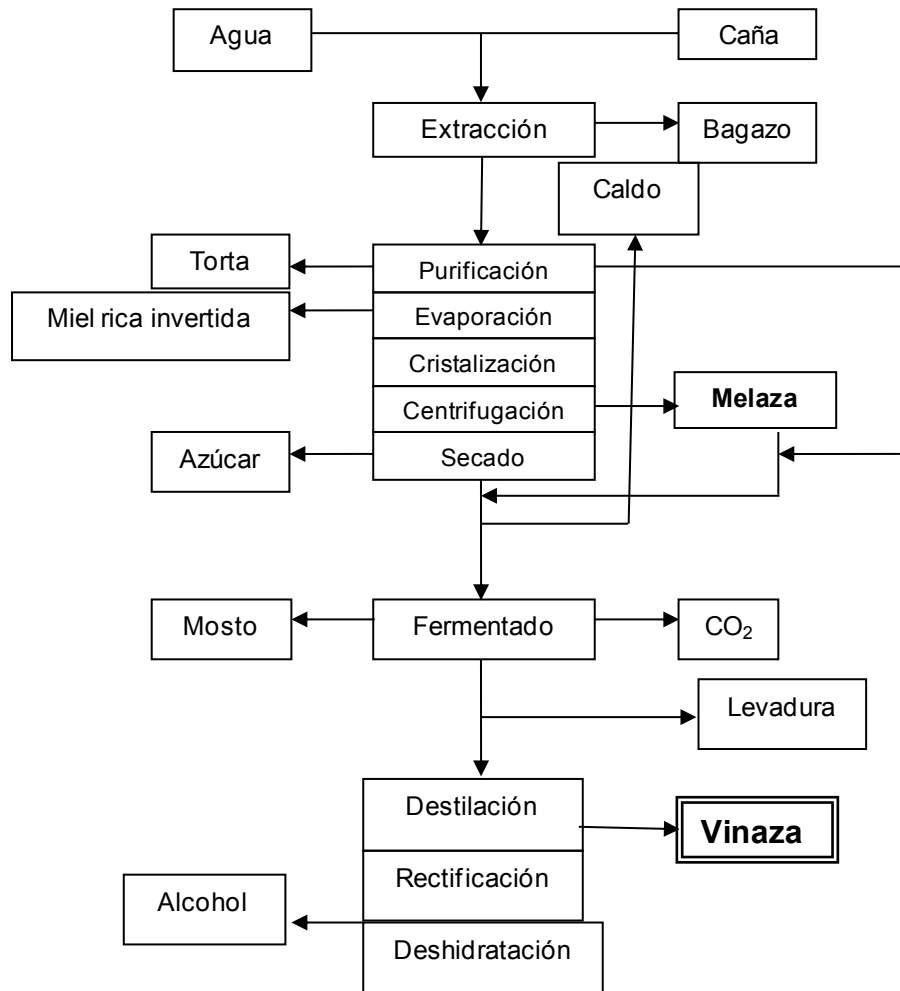 Agua
Caña
Extracción
Bagazo
Caldo
Torta
Purificación
Miel rica invertida
Evaporación
Cristalización
Centrifugación
Melaza
Azúcar
Secado
Mosto
Fermentado
CO₂
Levadura
Destilación
Vinaza
Rectificación
Alcohol
Deshidratación